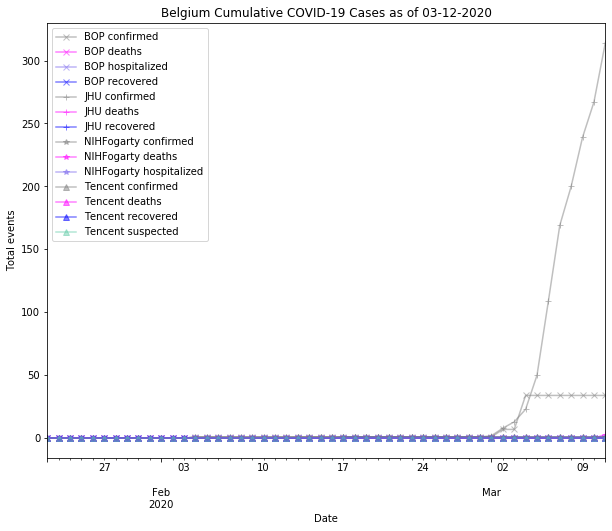 Belgium Cumulative COVID-19 Cases as of 03-12-2020
BOP confirmed
BOP deaths
BOP hospitalized
BOP recovered
JHU confirmed
JHU deaths
JHU recovered
NIHFogarty confirmed
NIHFogarty deaths
NIHFogarty hospitalized
Tencent confirmed
Tencent deaths
Tencent recovered
Tencent suspected
Total events
300
250
200
150
100
50
0
27 03 10 17 24 02 09
Feb Mar
2020
Date